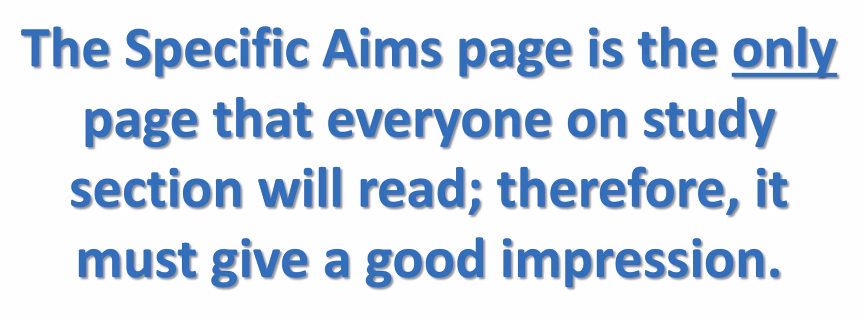 The Specific Aims page is the only
page that everyone on study
section will read; therefore, it
must give a good impression.